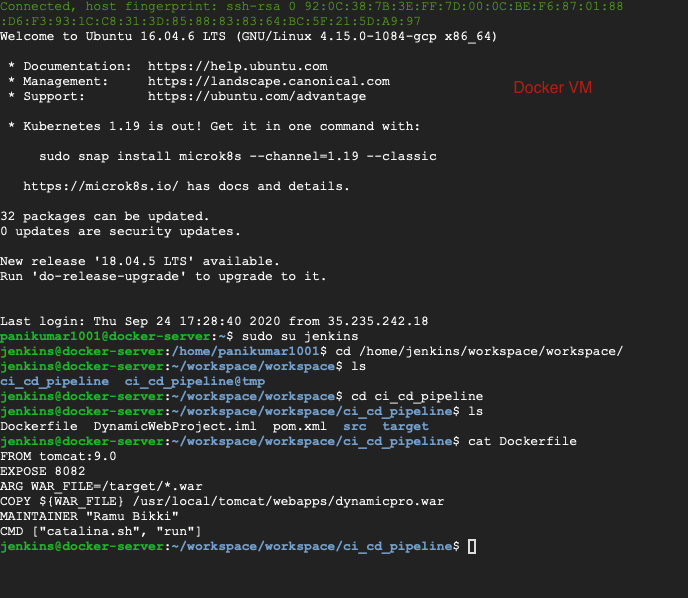 Connected, host fingerprint: ssh-rsa 0 92:0C:38:7B:3E:FF:7D:00:0C:BE:F6:87:01:88
:D6:F3:93:1C:C8:31:3D:85:88:83:83:64:BC:5F:21:5D:A9:97
Welcome to Ubuntu 16.04.6 LTS (GNU/Linux 4.15.0-1084-gcp x86_64)
* Documentation:  https://help.ubuntu.com
* Management:     https://landscape.canonical.com
* Support:        https://ubuntu.com/advantage
Docker VM
* Kubernetes 1.19 is out! Get it in one command with:
sudo snap install microk8s --channel=1.19 --classic
https://microk8s.io/ has docs and details.
32 packages can be updated.
0 updates are security updates.
New release '18.04.5 LTS' available.
Run 'do-release-upgrade' to upgrade to it.
Last login: Thu Sep 24 17:28:40 2020 from 35.235.242.18
panikumar1001@docker-server:~$ sudo su jenkins
jenkins@docker-server:/home/panikumar1001$ cd /home/jenkins/workspace/workspace/
jenkins@docker-server:~/workspace/workspace$ ls
ci_cd_pipeline  ci_cd_pipeline@tmp
jenkins@docker-server:~/workspace/workspace$ cd ci_cd_pipeline
jenkins@docker-server:~/workspace/workspace/ci_cd_pipeline$ ls
Dockerfile  DynamicWebProject.iml  pom.xml  src  target
jenkins@docker-server:~/workspace/workspace/ci_cd_pipeline$ cat Dockerfile
FROM tomcat:9.0
EXPOSE 8082
ARG WAR_FILE=/target/*.war
COPY ${WAR_FILE} /usr/local/tomcat/webapps/dynamicpro.war
MAINTAINER "Ramu Bikki"
CMD ["catalina.sh", "run"]
jenkins@docker-server:~/workspace/workspace/ci_cd_pipeline$